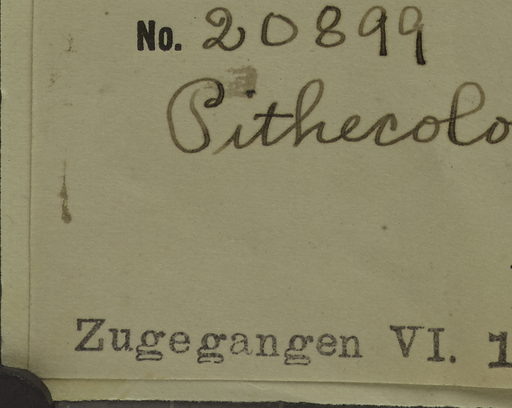 No. 20899
Pithecolo
Zugegangen VI. 1